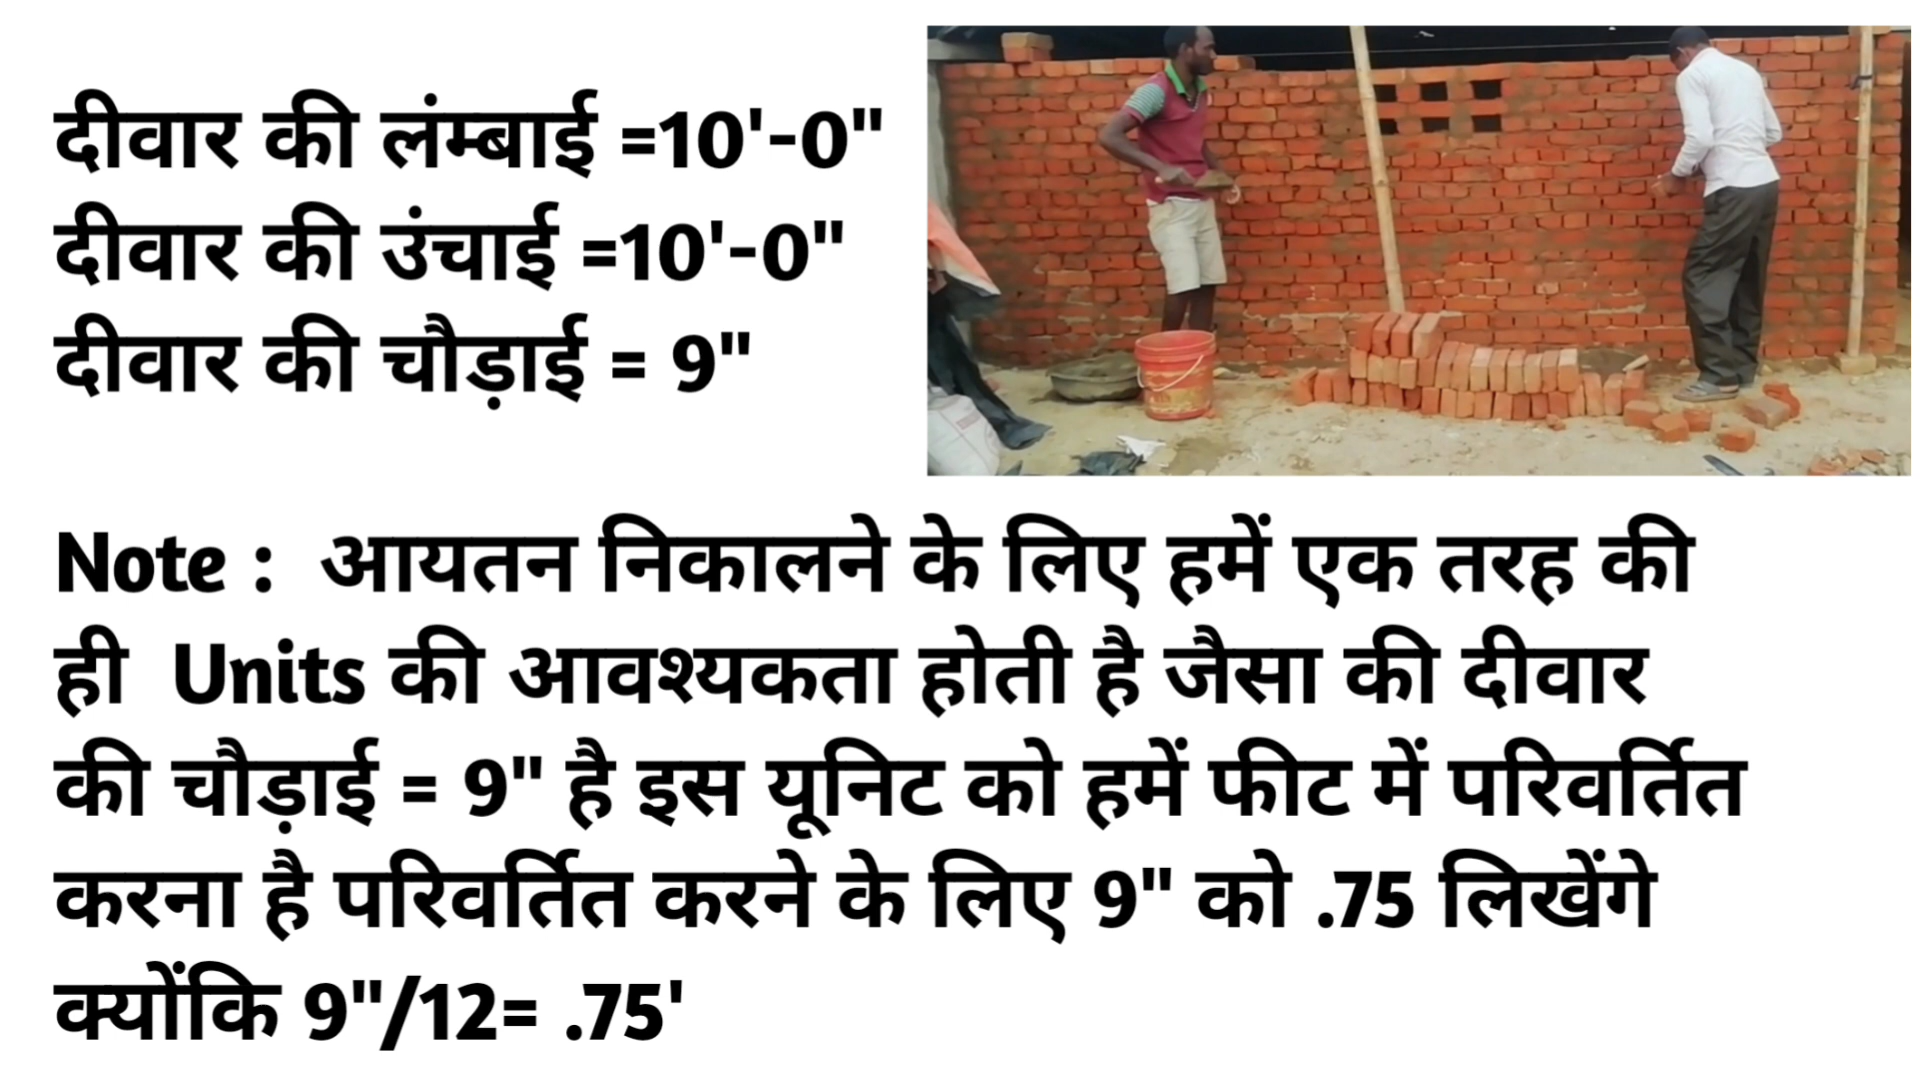 दीवार की लंम्बाई =10'-0"
दीवार की उंचाई =10'-0"
दीवार की चौड़ाई = 9"
Note : आयतन निकालने के लिए हमें एक तरह की
ही Units की आवश्यकता होती है जैसा की दीवार
की चौड़ाई = 9" है इस यूनिट को हमें फीट में परिवर्तित
करना है परिवर्तित करने के लिए 9" को .75 लिखेंगे
क्योंकि 9"/12= .75'